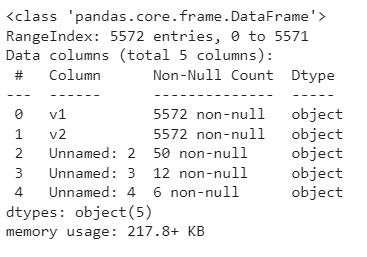 <class 'pandas.core.frame.DataFrame'>
RangeIndex: 5572 entries, 0 to 5571
Data columns (total 5 columns):
 #   Column      Non-Null Count  Dtype
---  ------      --------------  -----
 0   v1          5572 non-null   object
 1   v2          5572 non-null   object
 2   Unnamed: 2  50 non-null     object
 3   Unnamed: 3  12 non-null     object
 4   Unnamed: 4  6 non-null      object
dtypes: object(5)
memory usage: 217.8+ KB